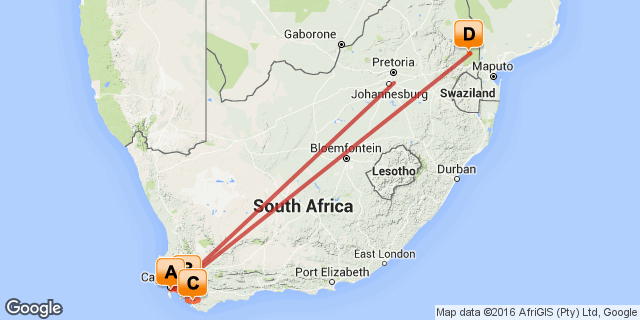 Gaborone
D
Pretoria
Maputo
Johannesburg
Swaziland
Bloemfontein
Lesotho
Durban
South Africa
East London
A
C
Port Elizabeth
Google
Map data ©2016 AfriGIS (Pty) Ltd, Google